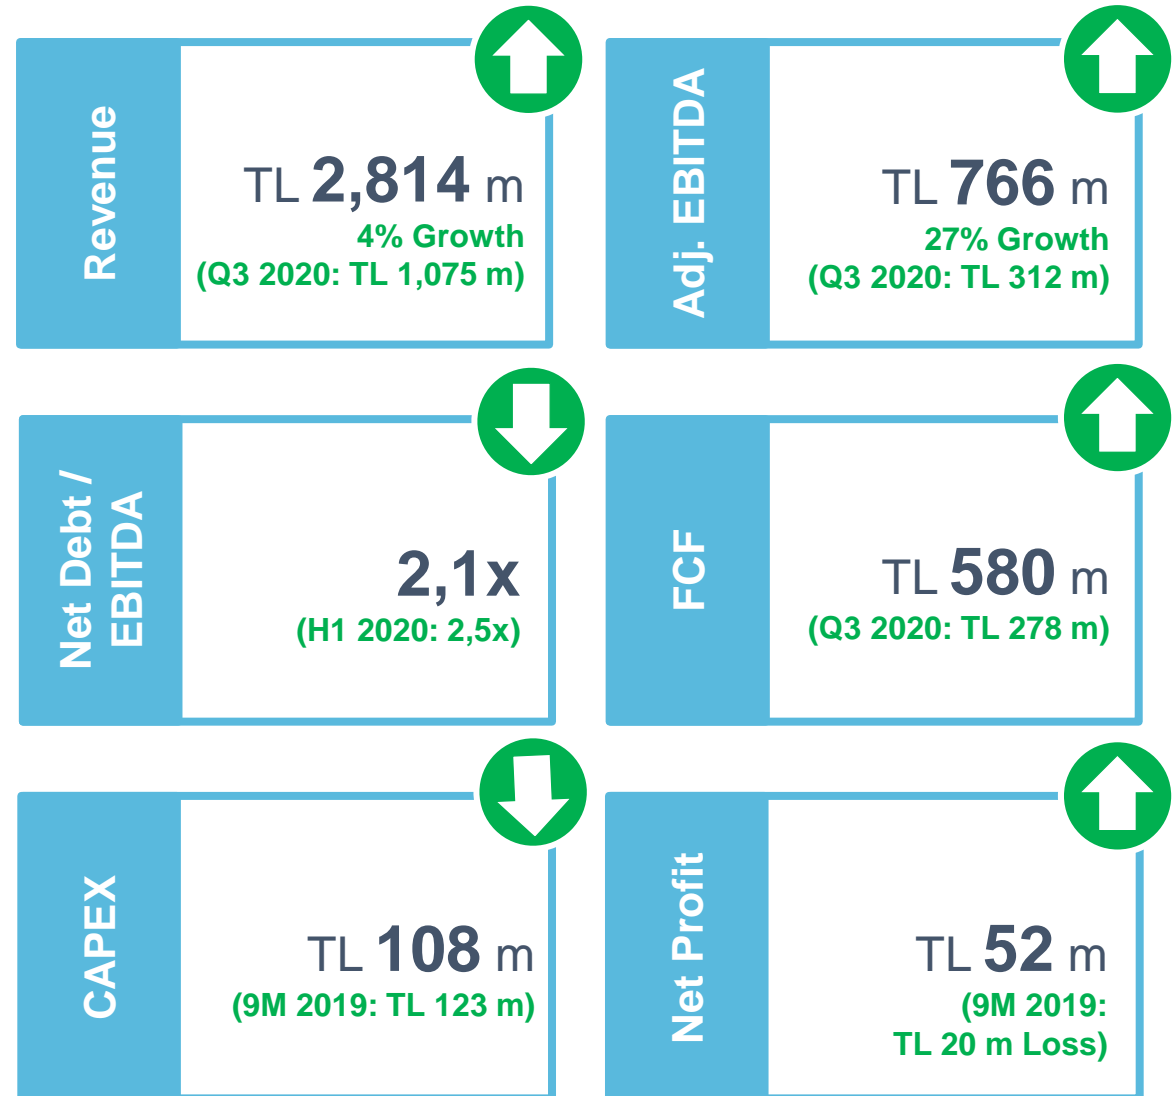 Revenue
TL 2,814 m
4% Growth
(Q3 2020: TL 1,075 m)
Adj. EBITDA
TL 766 m
27% Growth
(Q3 2020: TL 312 m)
Net Debt /
EBITDA
2,1x
(H1 2020: 2,5x)
FCF
TL 580 m
(Q3 2020: TL 278 m)
CAPEX
TL 108 m
(9M 2019: TL 123 m)
Net Profit
TL 52 m
(9M 2019:
TL 20 m Loss)